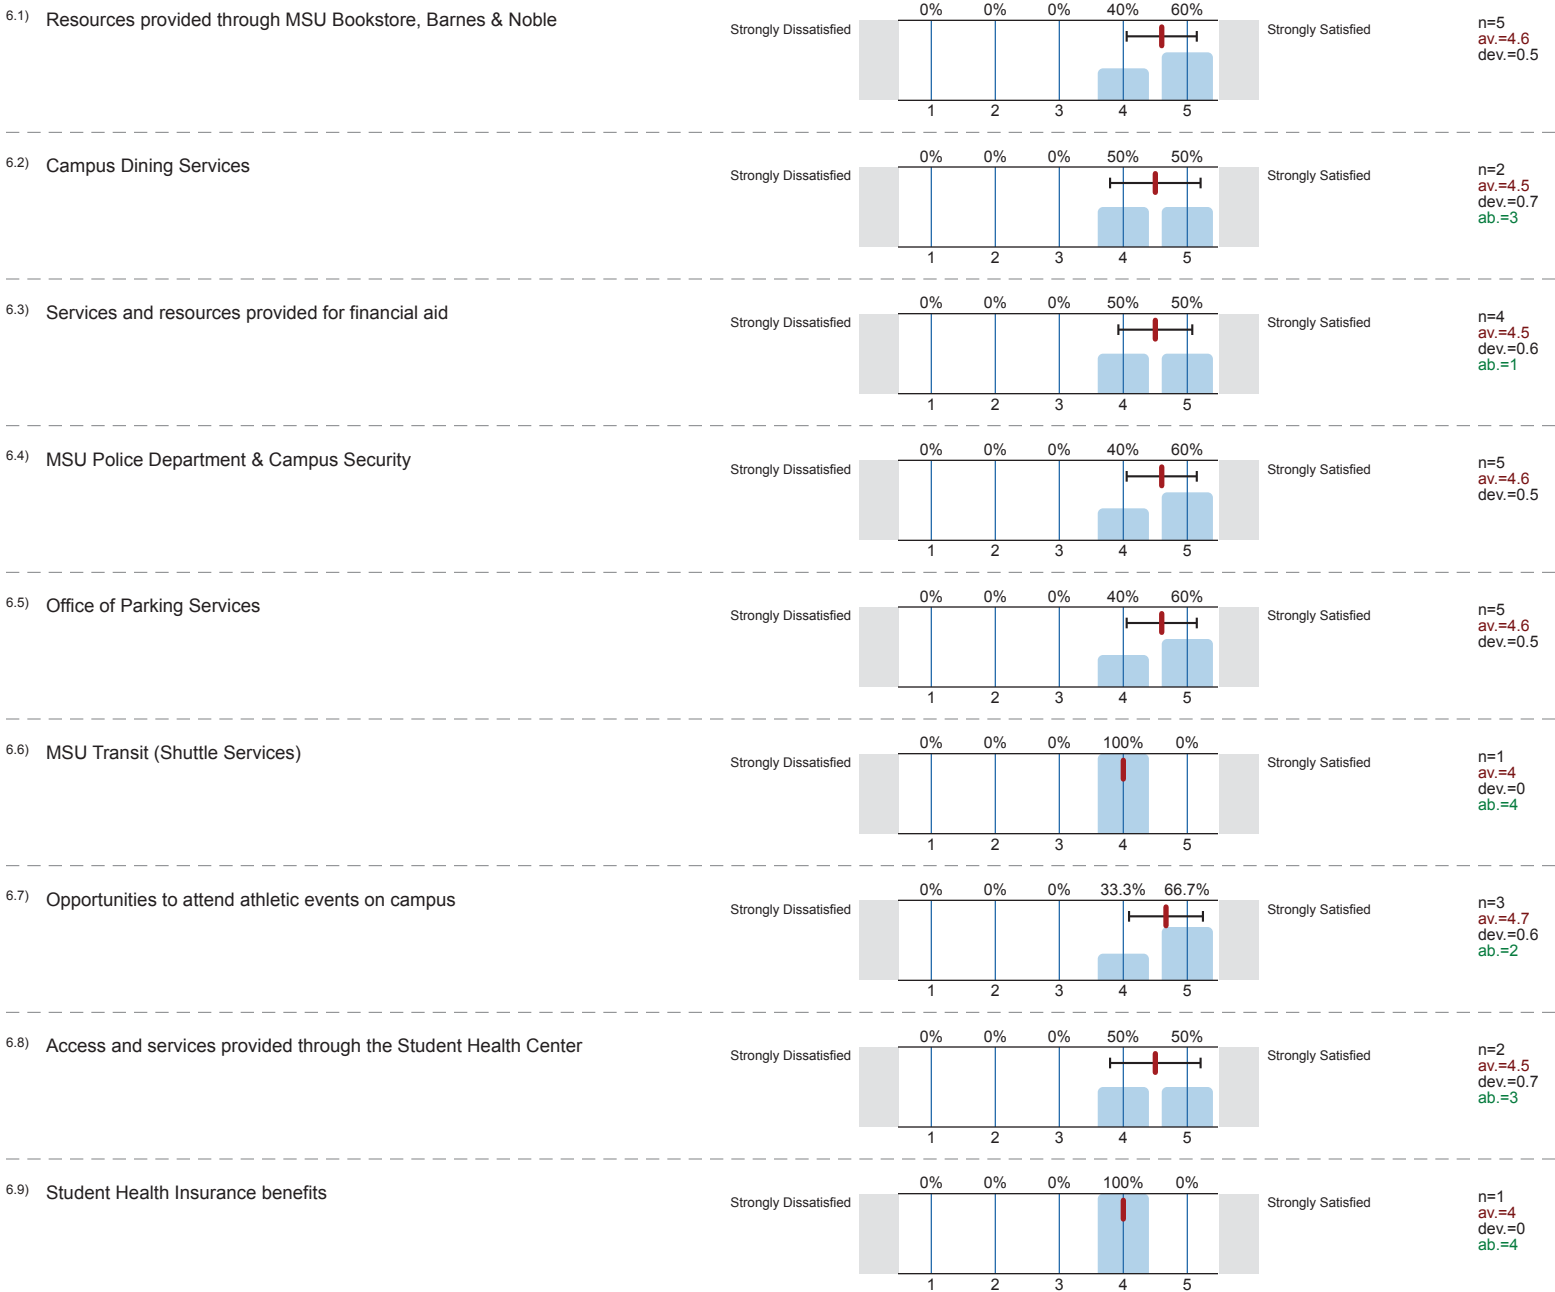 6.1) Resources provided through MSU Bookstore, Barnes & Noble
0% 0% 0% 40% 60%
Strongly Dissatisfied Strongly Satisfied
n=5
av.=4.6
dev.=0.5
1 2 3 4 5
6.2) Campus Dining Services
0% 0% 0% 50% 50%
Strongly Dissatisfied Strongly Satisfied
n=2
av.=4.5
dev.=0.7
ab.=3
1 2 3 4 5
6.3) Services and resources provided for financial aid
0% 0% 0% 50% 50%
Strongly Dissatisfied Strongly Satisfied
n=4
av.=4.5
dev.=0.6
ab.=1
1 2 3 4 5
6.4) MSU Police Department & Campus Security
0% 0% 0% 40% 60%
Strongly Dissatisfied Strongly Satisfied
n=5
av.=4.6
dev.=0.5
1 2 3 4 5
6.5) Office of Parking Services
0% 0% 0% 40% 60%
Strongly Dissatisfied Strongly Satisfied
n=5
av.=4.6
dev.=0.5
1 2 3 4 5
6.6) MSU Transit (Shuttle Services)
0% 0% 0% 100% 0%
Strongly Dissatisfied Strongly Satisfied
n=1
av.=4
dev.=0
ab.=4
1 2 3 4 5
6.7) Opportunities to attend athletic events on campus
0% 0% 0% 33.3% 66.7%
Strongly Dissatisfied Strongly Satisfied
n=3
av.=4.7
dev.=0.6
ab.=2
1 2 3 4 5
6.8) Access and services provided through the Student Health Center
0% 0% 0% 50% 50%
Strongly Dissatisfied Strongly Satisfied
n=2
av.=4.5
dev.=0.7
ab.=3
1 2 3 4 5
6.9) Student Health Insurance benefits
0% 0% 0% 100% 0%
Strongly Dissatisfied Strongly Satisfied
n=1
av.=4
dev.=0
ab.=4
1 2 3 4 5